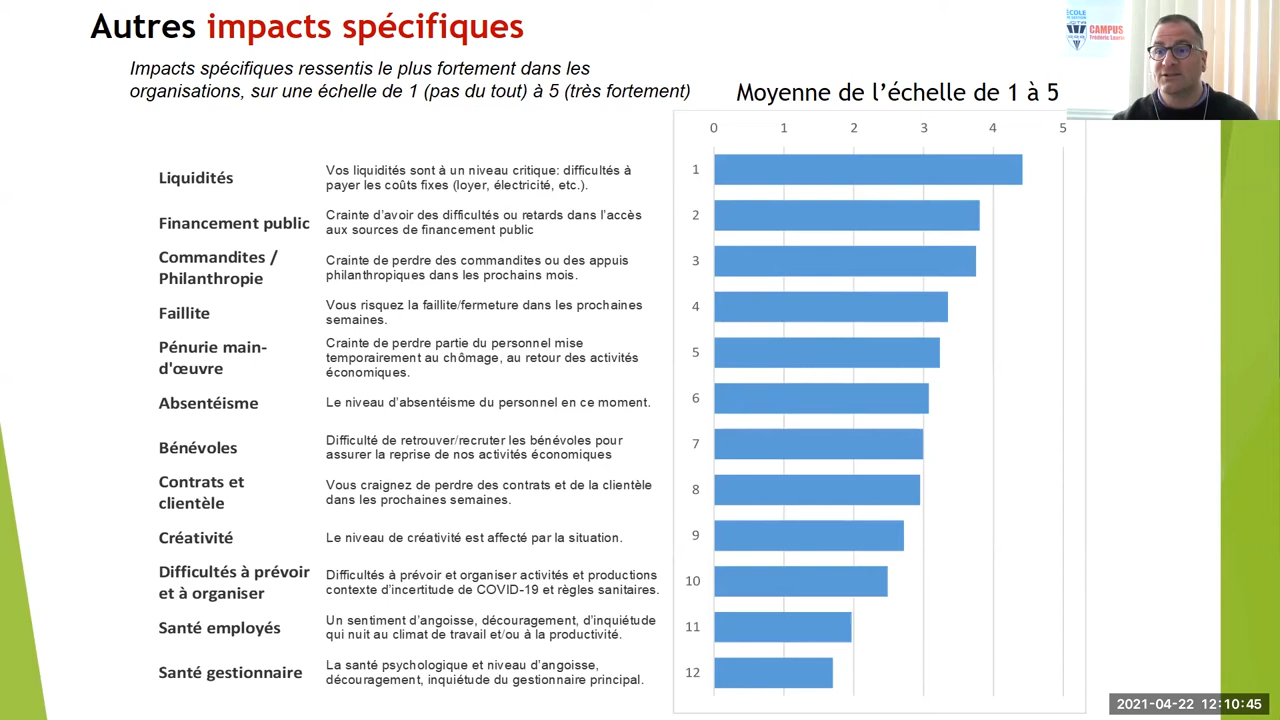 Autres impacts spécifiques
Impacts spécifiques ressentis le plus fortement dans les
organisations, sur une échelle de 1 (pas du tout) à 5 (très fortement)
Moyenne de l’échelle de 1 à 5
ÉCOLE
CAMPUS
0 1 2 3 4 5
Liquidités
Vos liquidités sont à un niveau critique: difficultés à
payer les coûts fixes (loyer, électricité, etc.).
1
Financement public
Crainte d’avoir des difficultés ou retards dans l’accès
aux sources de financement public
2
Commandites /
Philanthropie
Crainte de perdre des commandites ou des appuis
philanthropiques dans les prochains mois.
3
Faillite
Vous risquez la faillite/fermeture dans les prochaines
semaines.
4
Pénurie main-
d'œuvre
Crainte de perdre partie du personnel mise
temporairement au chômage, au retour des activités
économiques.
5
Absentéisme
Le niveau d’absentéisme du personnel en ce moment.
6
Bénévoles
Difficulté de retrouver/recruter les bénévoles pour
assurer la reprise de nos activités économiques
7
Contrats et
clientèle
Vous craignez de perdre des contrats et de la clientèle
dans les prochaines semaines.
8
Créativité
Le niveau de créativité est affecté par la situation.
9
Difficultés à prévoir
et à organiser
Difficultés à prévoir et organiser activités et productions
contexte d’incertitude de COVID-19 et règles sanitaires.
10
Santé employés
Un sentiment d’angoisse, découragement, d’inquiétude
qui nuit au climat de travail et/ou à la productivité.
11
Santé gestionnaire
La santé psychologique et niveau d’angoisse,
découragement, inquiétude du gestionnaire principal.
12
2021-04-22 12:10:45